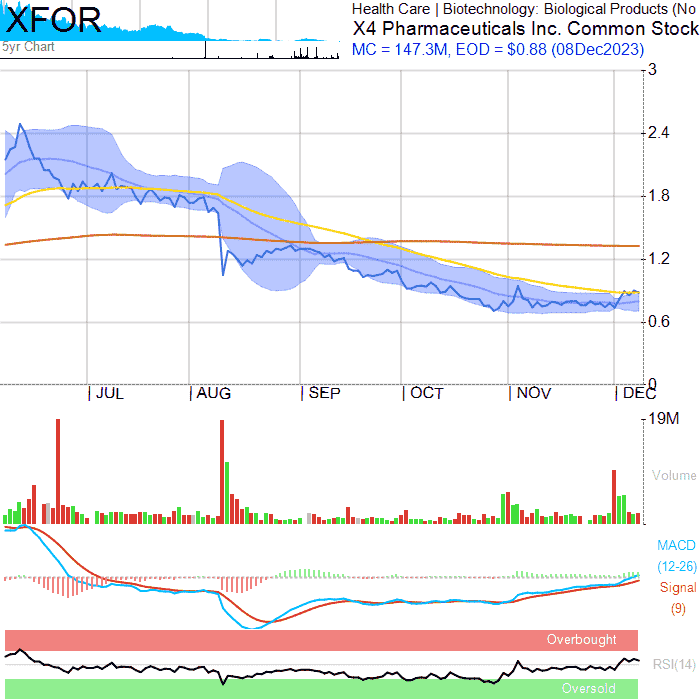 XFOR
Health Care | Biotechnology: Biological Products (No
X4 Pharmaceuticals Inc. Common Stock
5yr Chart
MC = 147.3M, EOD = $0.88 (08Dec2023)
3
2.4
1.8
1.2
0.6
0
JUL
AUG
SEP
OCT
NOV
DEC
19M
Volume
MACD
(12-26)
Signal
(9)
Overbought
RSI(14)
Oversold